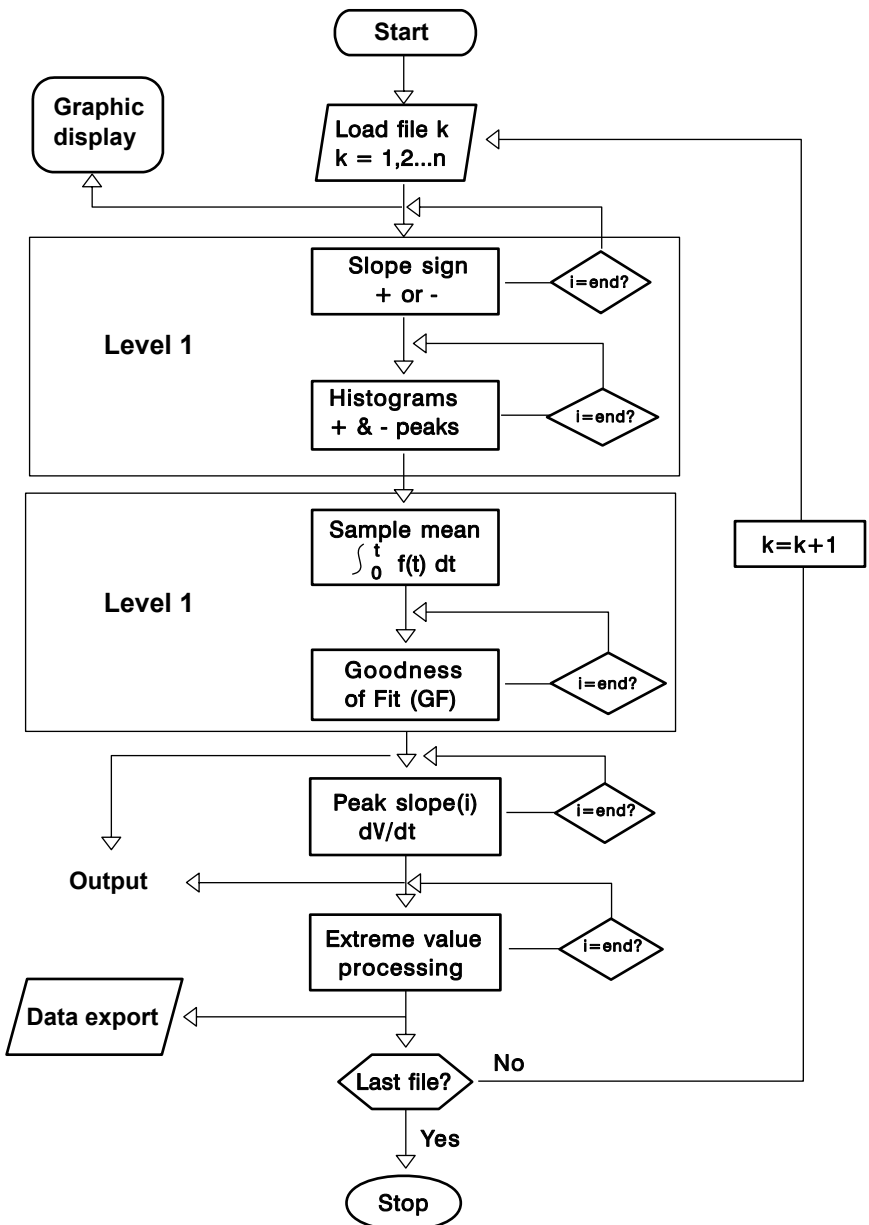 Start
Graphic
display
Load file k
k = 1,2...n
Slope sign
+ or -
i=end?
Level 1
Histograms
+ & - peaks
i=end?
Sample mean
∫ t 0 f(t) dt
k=k+1
Level 1
Goodness
of Fit (GF)
i=end?
Peak slope(i)
dV/dt
i=end?
Output
Extreme value
processing
i=end?
Data export
Last file?
No
Yes
Stop